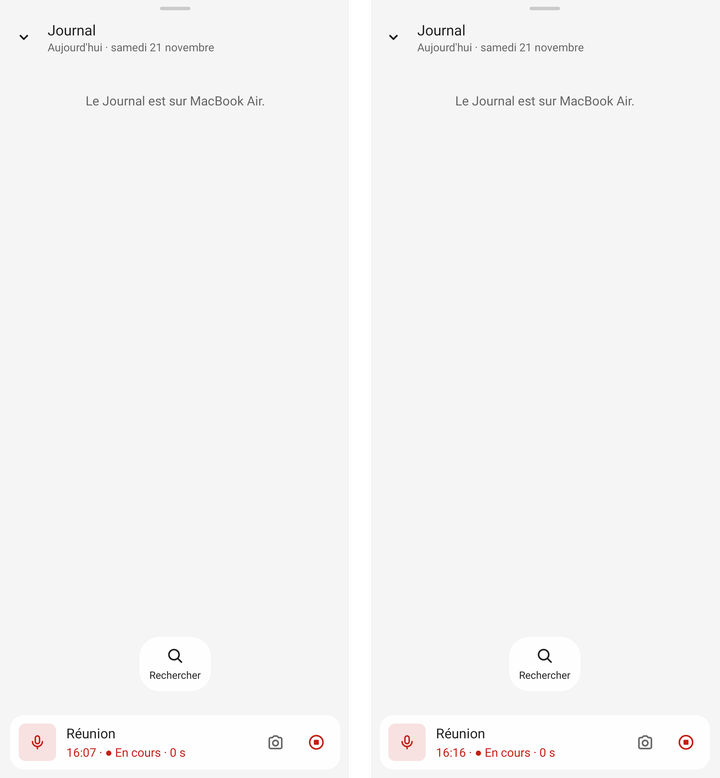 Journal
Aujourd'hui · samedi 21 novembre
Le Journal est sur MacBook Air.
Rechercher
Réunion
16:07 · ● En cours · 0 s
Journal
Aujourd'hui · samedi 21 novembre
Le Journal est sur MacBook Air.
Rechercher
Réunion
16:16 · ● En cours · 0 s